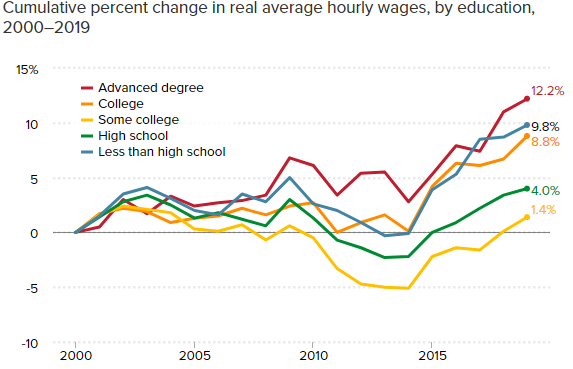 Cumulative percent change in real average hourly wages, by education,
2000–2019
15%
Advanced degree
College
Some college
High school
Less than high school
12.2%
10
9.8%
8.8%
5
4.0%
1.4%
0
-5
-10
2000
2005
2010
2015